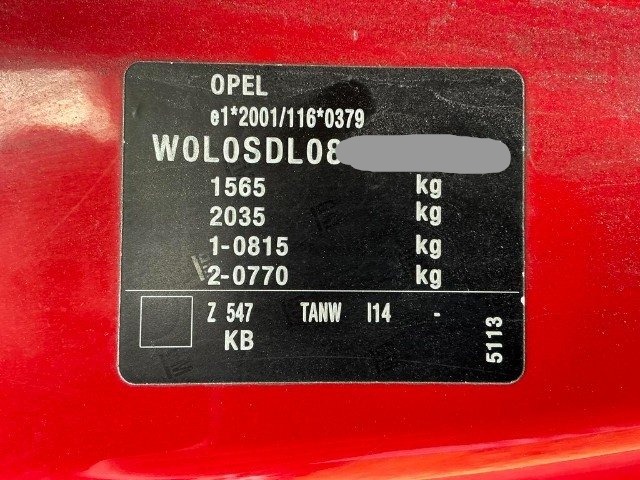 OPEL
e1*2001/116*0379
W0L0SDL08
1565 kg
2035 kg
1-0815 kg
2-0770 kg
Z 547 TANW I14 -
KB
5113